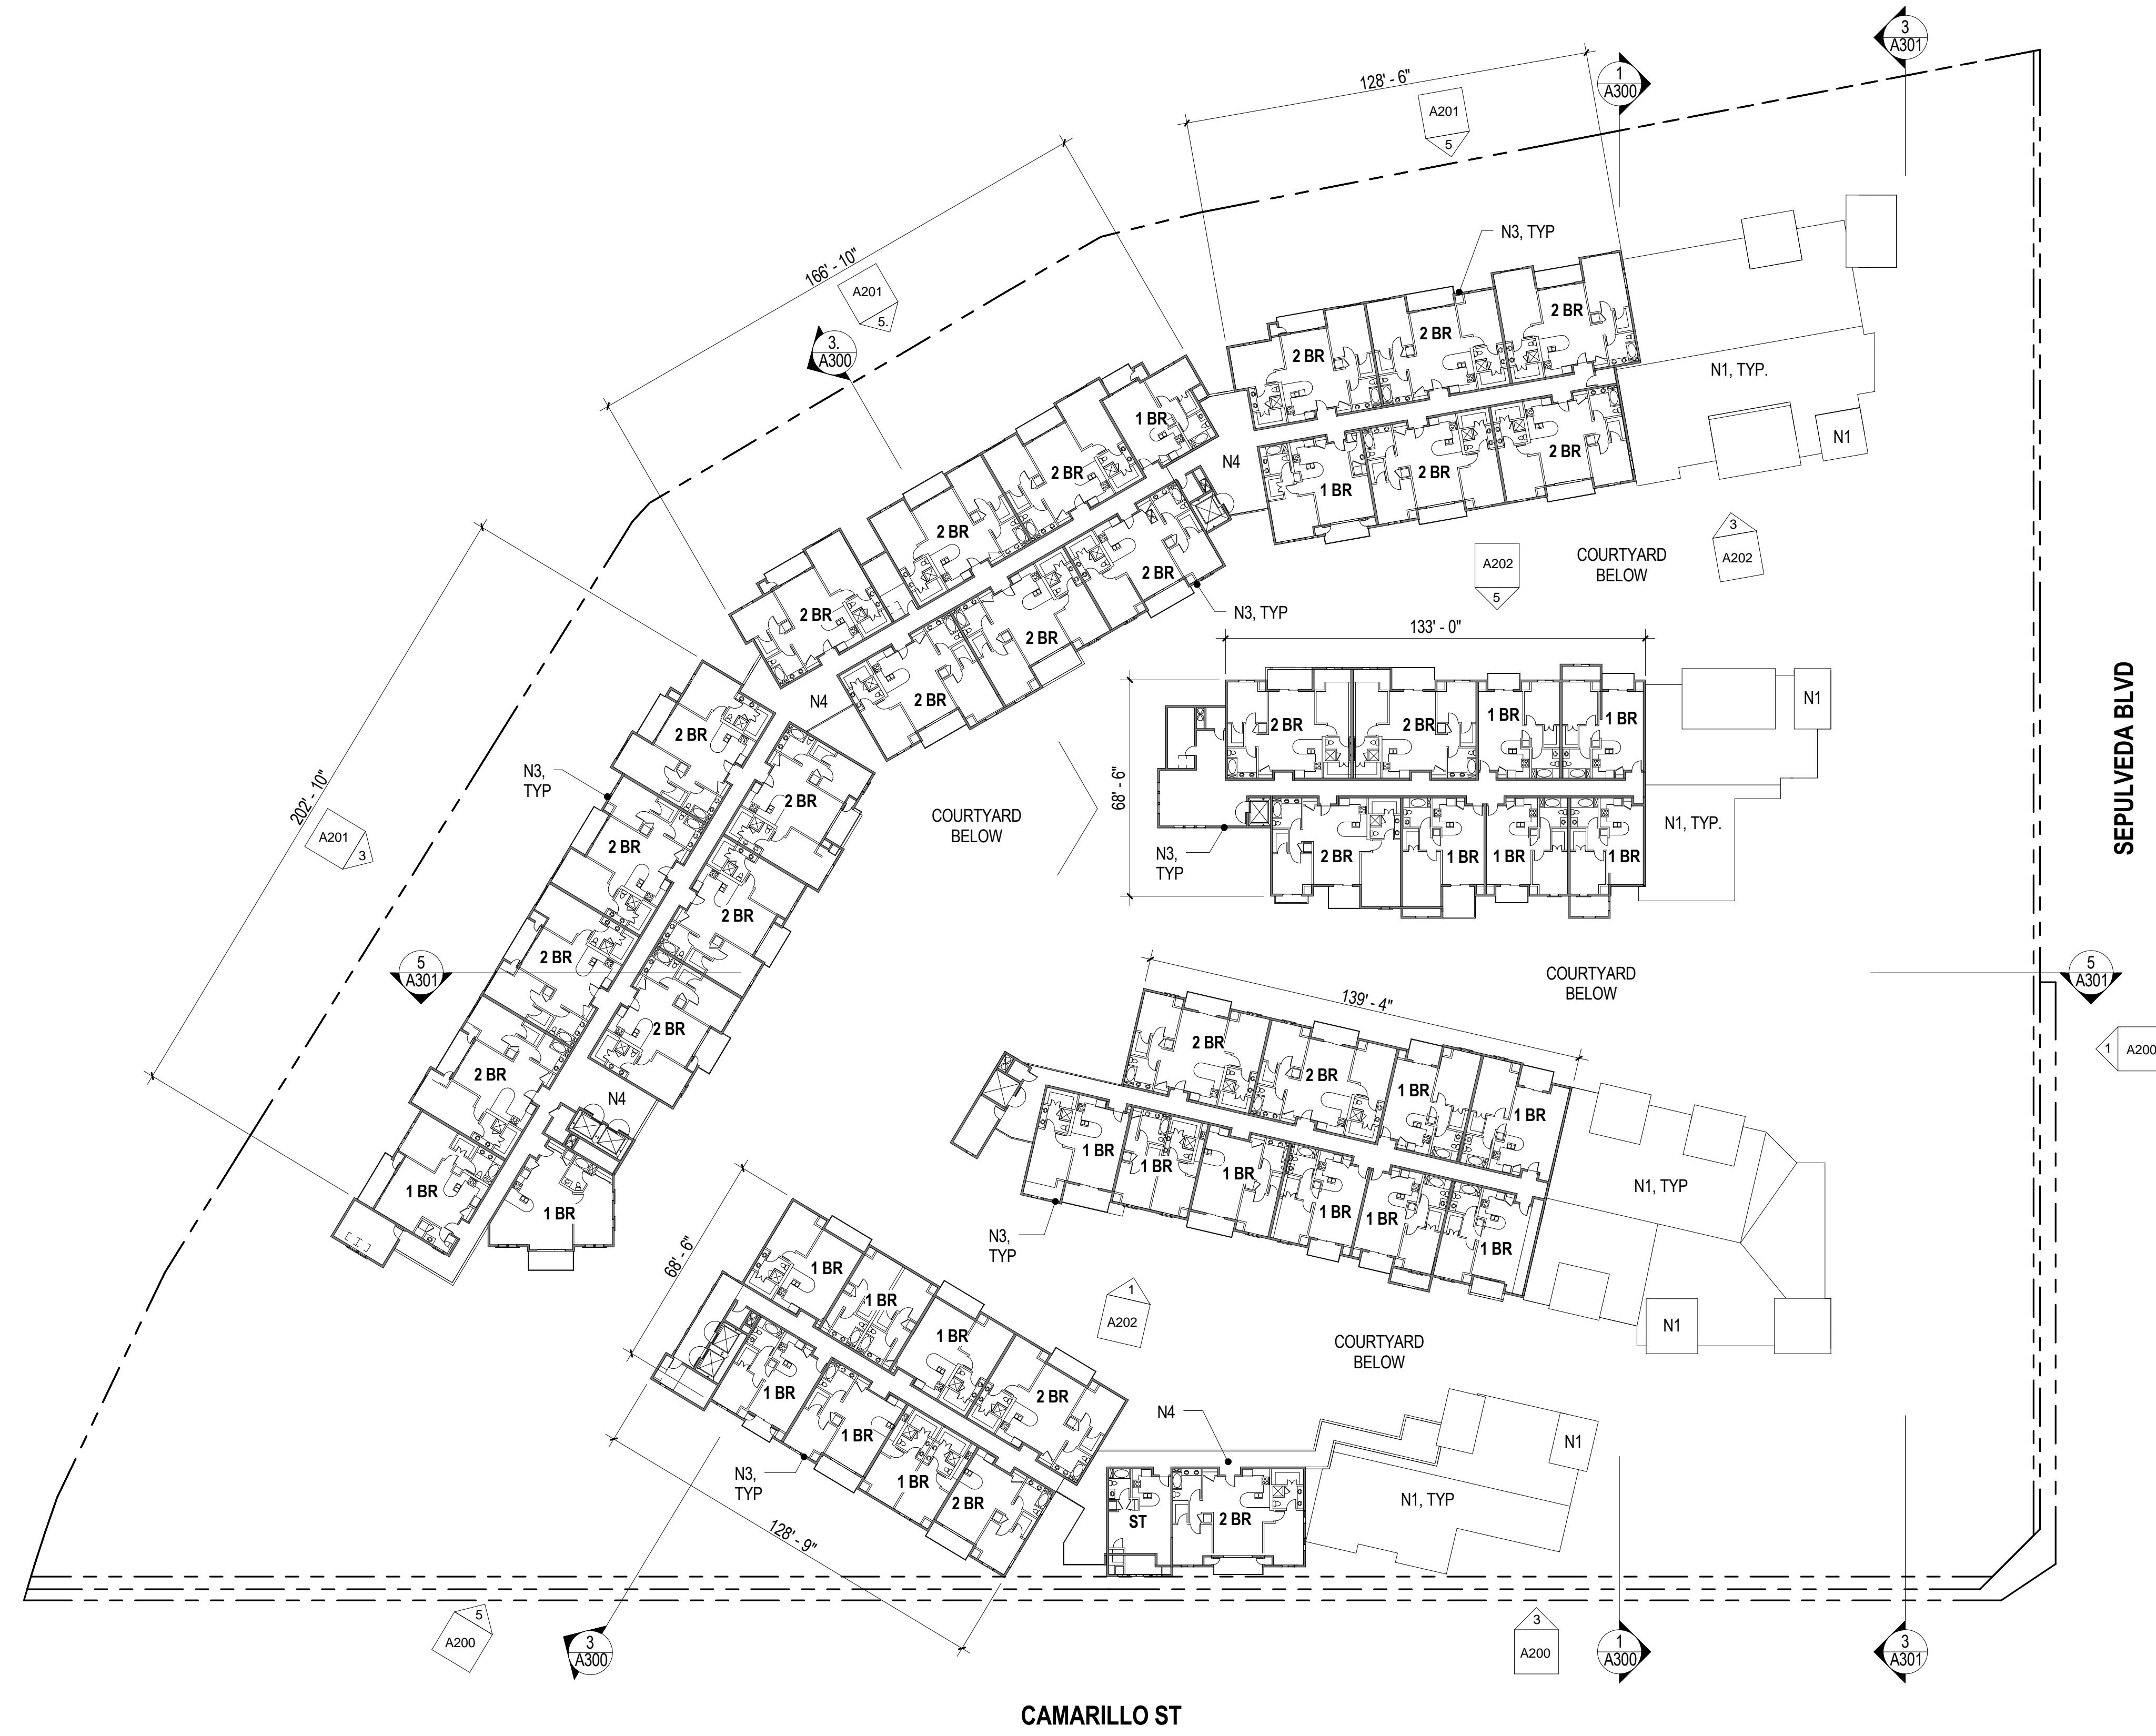 3
A301
128' - 6"
1
A300
A201
5
166' - 10"
A201
5.
3.
A300
N3, TYP
2 BR
2 BR
2 BR
N1, TYP.
N1
1 BR
2 BR
2 BR
N4
1 BR
2 BR
2 BR
2 BR
2 BR
2 BR
2 BR
N3, TYP
N4
COURTYARD
BELOW
3
A202
A202
5
133' - 0"
68' - 6"
2 BR
2 BR
1 BR
1 BR
N1
2 BR
1 BR
1 BR
1 BR
N1, TYP.
N3,
TYP
SEPULVEDA BLVD
202' - 10"
A201
3
N3,
TYP
2 BR
2 BR
2 BR
2 BR
1 BR
2 BR
2 BR
2 BR
N4
1 BR
COURTYARD
BELOW
5
A301
5
A301
1
A200
COURTYARD
BELOW
139' - 4"
2 BR
2 BR
1 BR
1 BR
1 BR
1 BR
1 BR
1 BR
1 BR
1 BR
N1, TYP
N1
N3,
TYP
1
A202
COURTYARD
BELOW
68' - 6"
1 BR
1 BR
1 BR
2 BR
1 BR
1 BR
1 BR
2 BR
N3,
TYP
128' - 9"
N4
ST
2 BR
N1, TYP
N1
5
A200
3
A300
3
A200
1
A300
3
A301
CAMARILLO ST